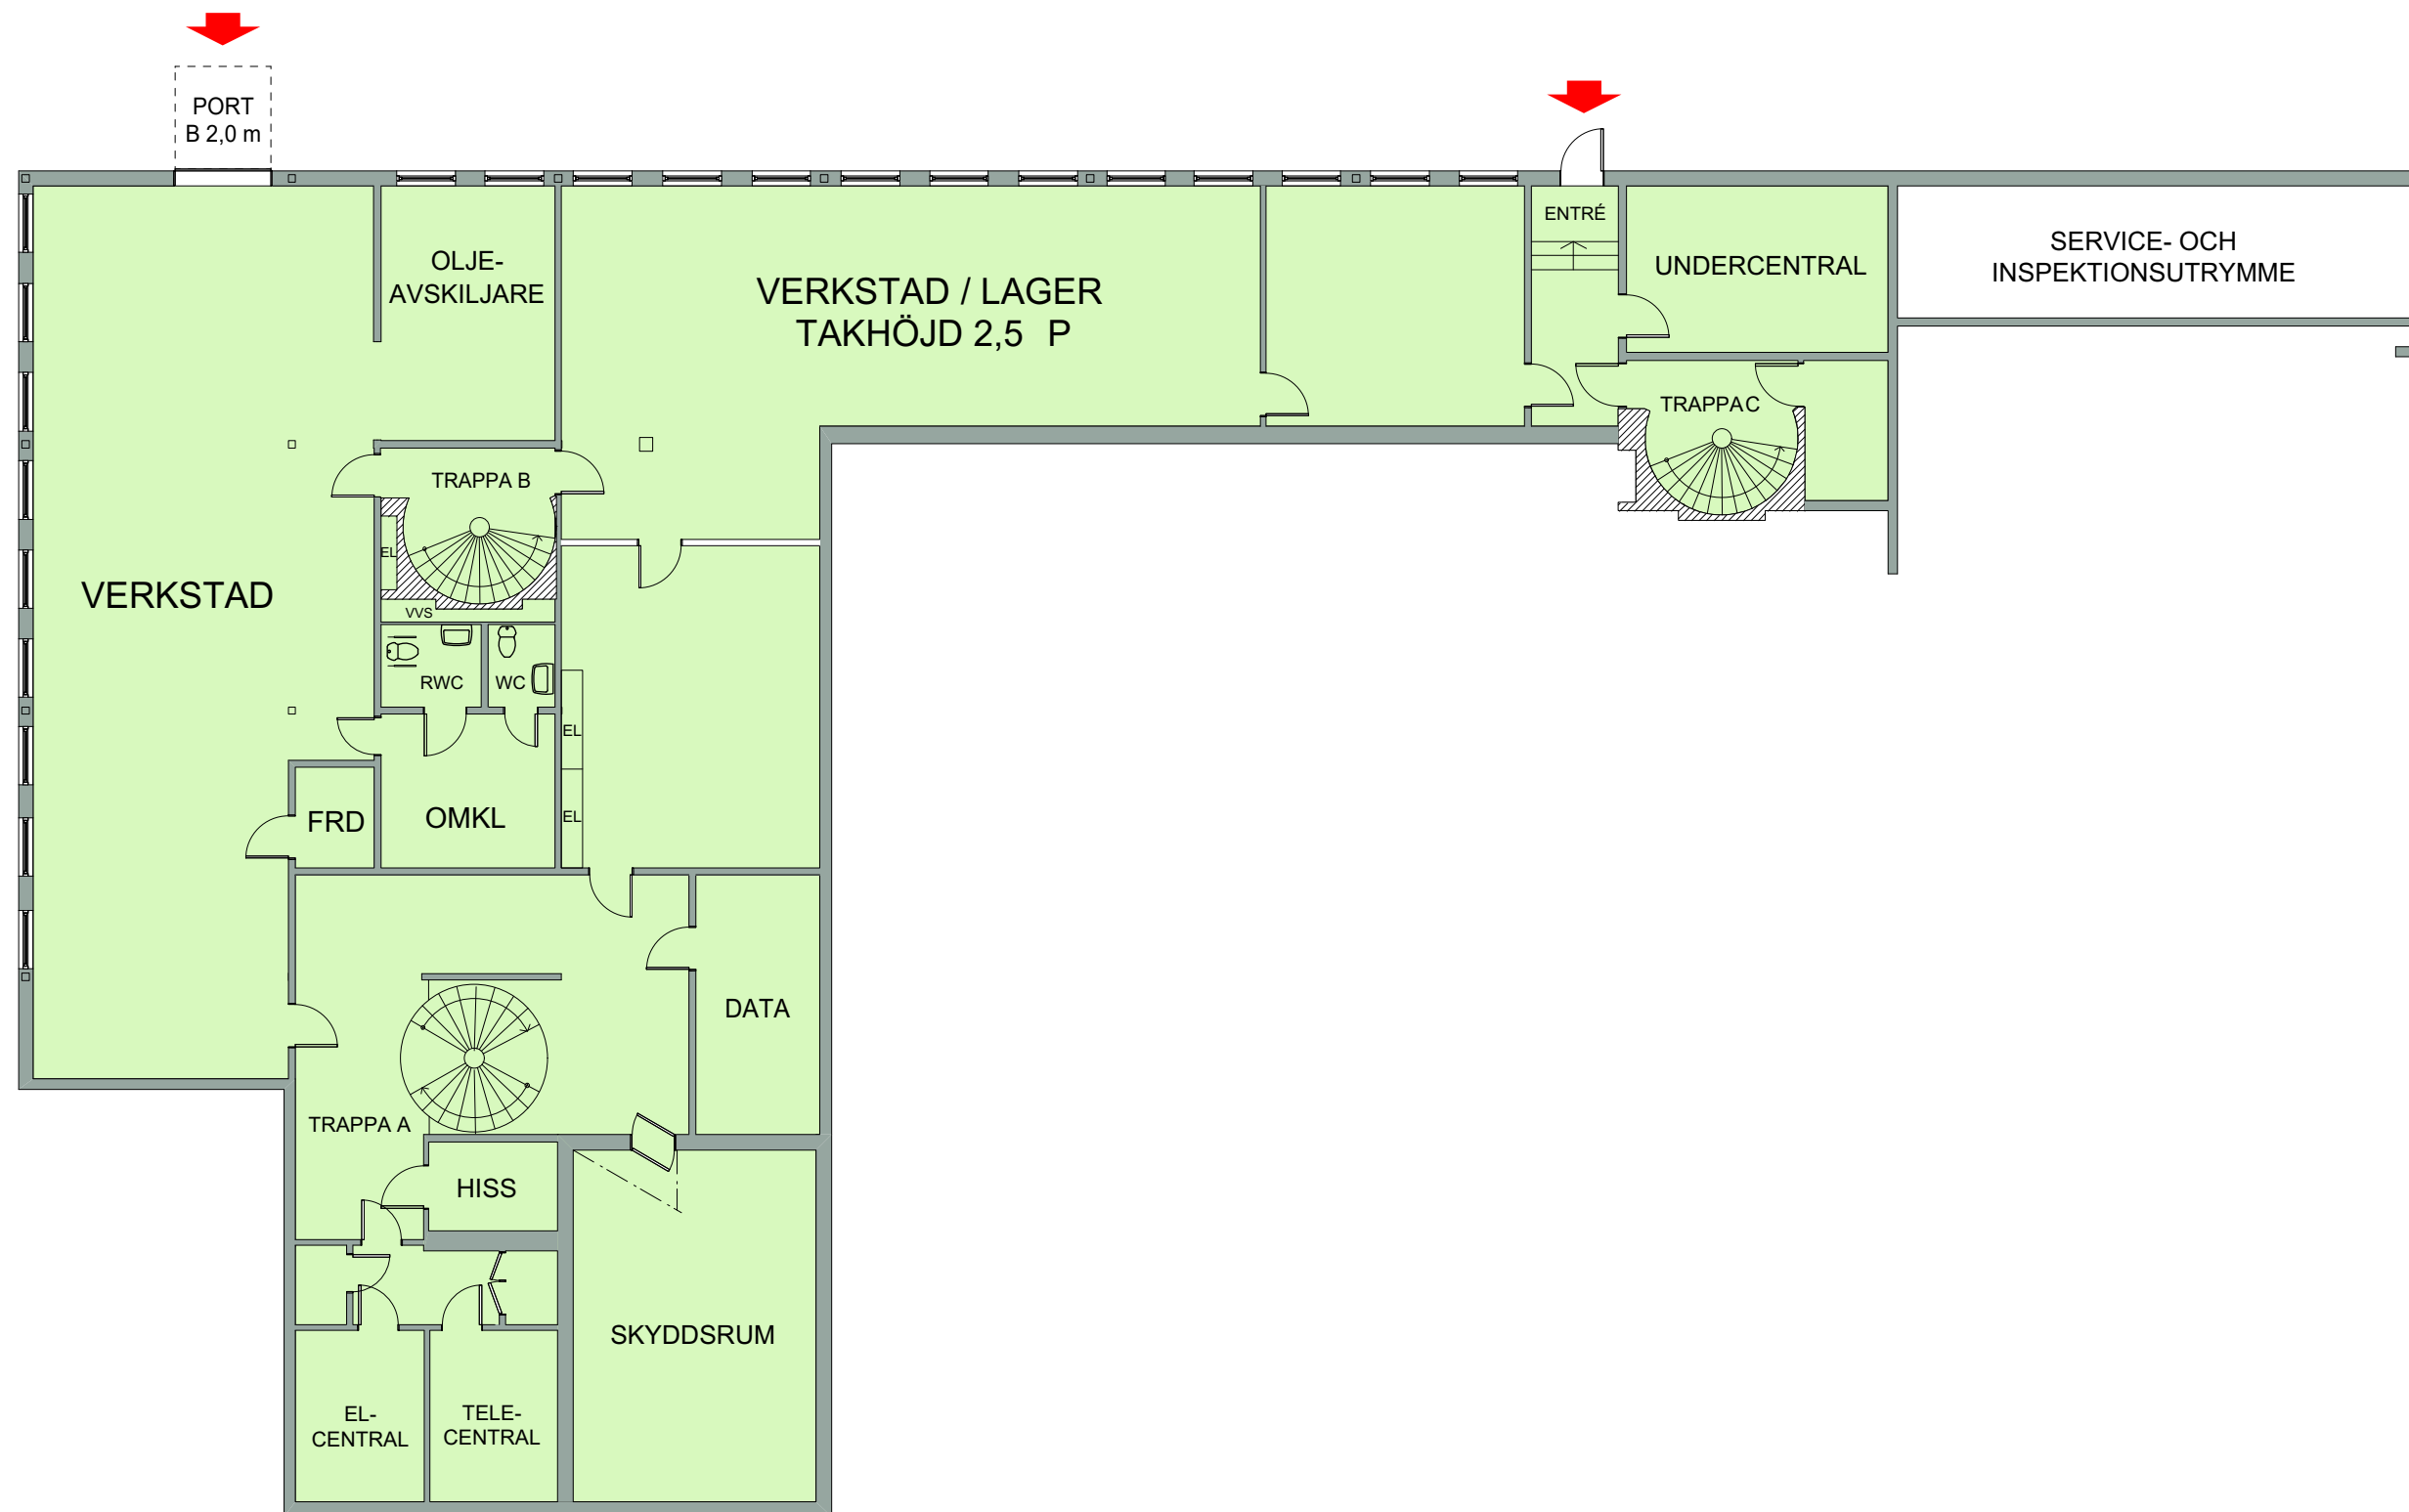 PORT
B 2,0 m
ENTRÉ
OLJE-
AVSKILJARE
VERKSTAD / LAGER
TAKHÖJD 2,5 P
UNDERCENTRAL
SERVICE- OCH
INSPEKTIONSUTRYMME
TRAPPA C
TRAPPA B
EL
VERKSTAD
VVS
RWC
WC
EL
EL
FRD
OMKL
DATA
TRAPPA A
HISS
SKYDDSRUM
EL-
CENTRAL
TELE-
CENTRAL